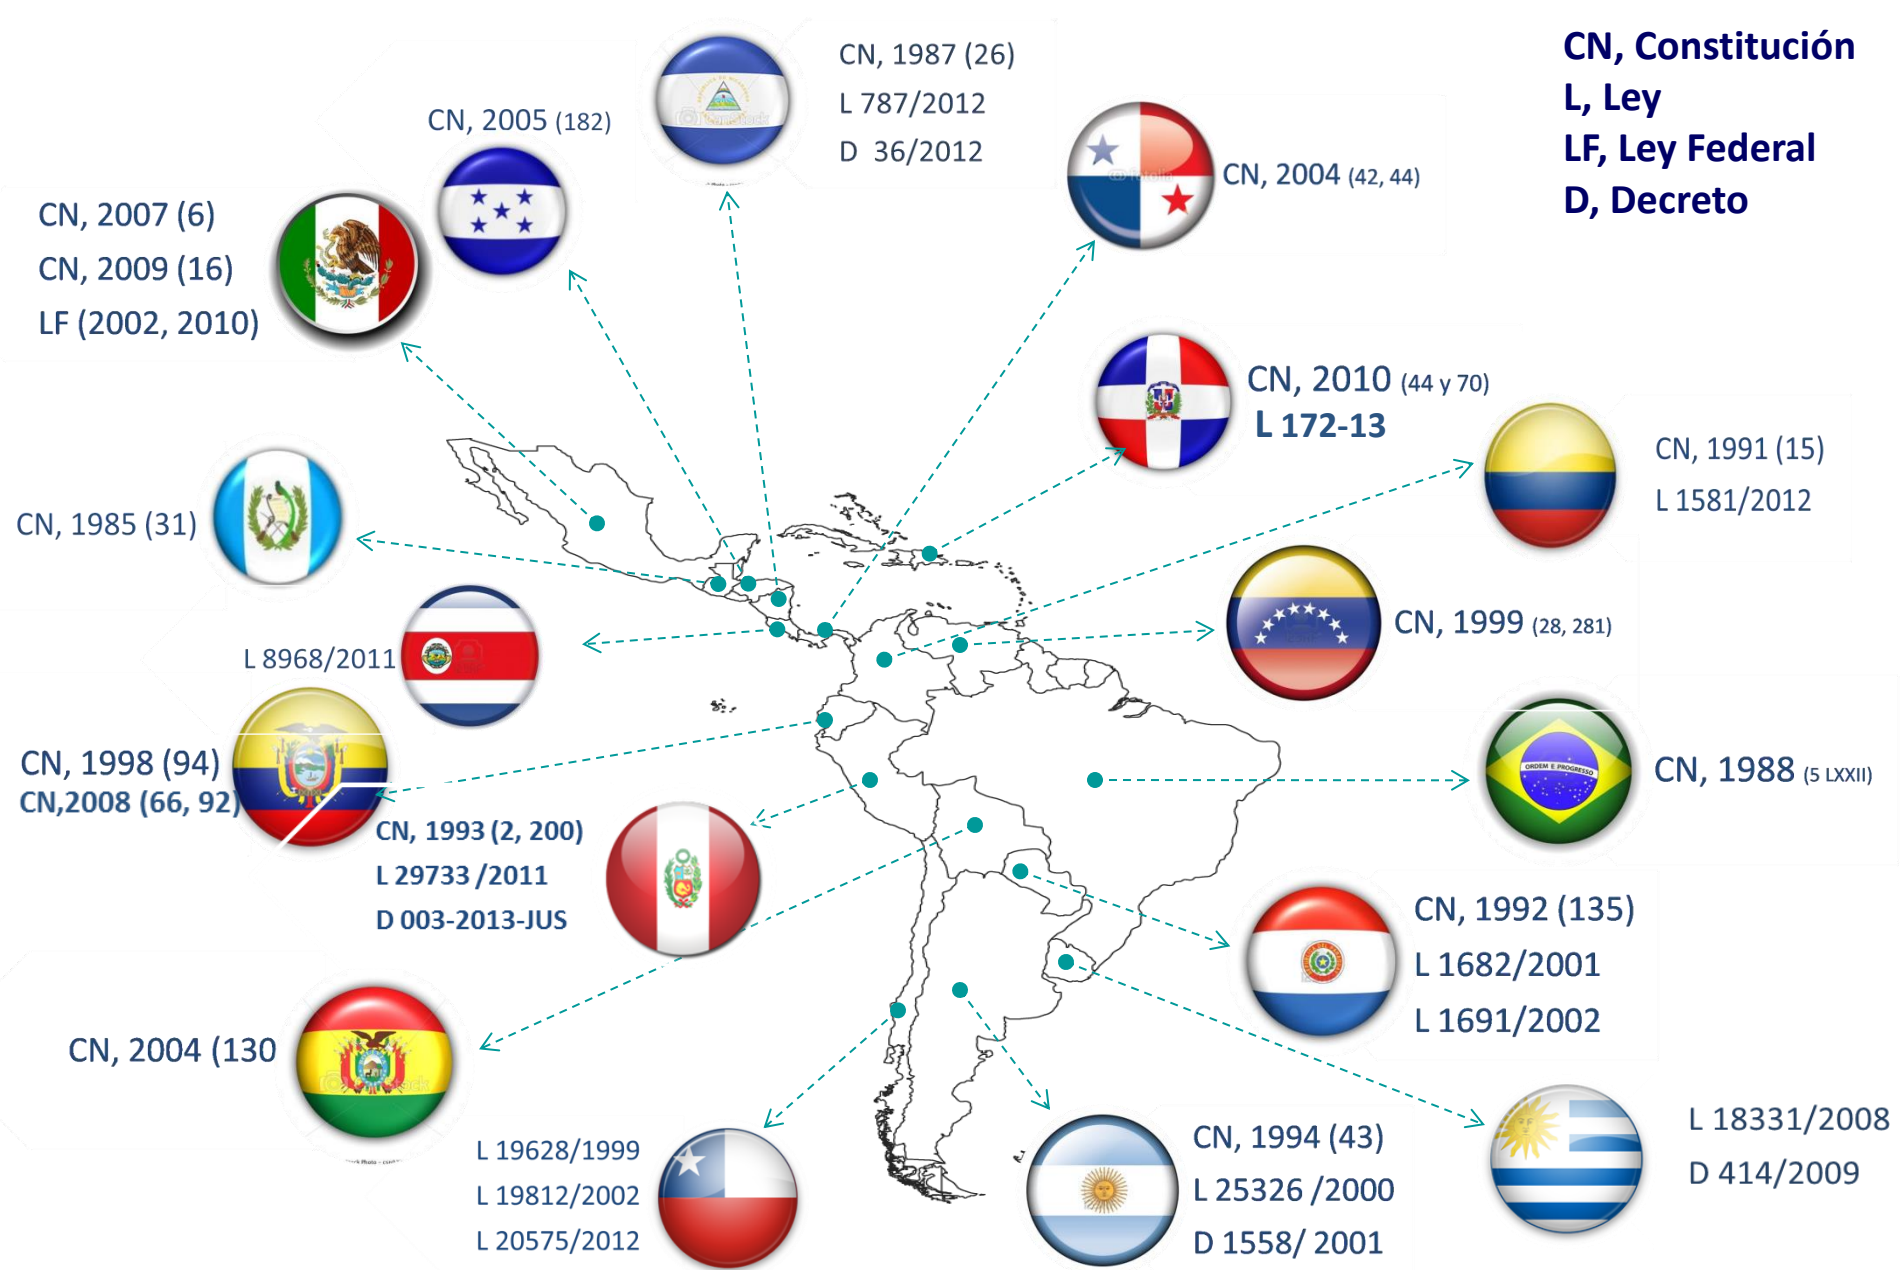 CN, Constitución
L, Ley
LF, Ley Federal
D, Decreto
CN, 1987 (26)
L 787/2012
D 36/2012
CN, 2005 (182)
CN, 2004 (42, 44)
CN, 2007 (6)
CN, 2009 (16)
LF (2002, 2010)
CN, 2010 (44 y 70)
L 172-13
CN, 1991 (15)
L 1581/2012
CN, 1985 (31)
CN, 1999 (28, 281)
L 8968/2011
CN, 1998 (94)
CN,2008 (66, 92)
CN, 1988 (5 LXXII)
ORDEM E PROGRESSO
CN, 1993 (2, 200)
L 29733 /2011
D 003-2013-JUS
CN, 1992 (135)
L 1682/2001
L 1691/2002
CN, 2004 (130
L 19628/1999
L 19812/2002
L 20575/2012
CN, 1994 (43)
L 25326 /2000
D 1558/ 2001
L 18331/2008
D 414/2009